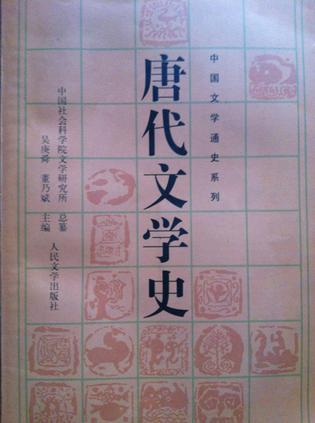 中国文学通史系列
唐代文学史
中国社会科学院文学研究所 总纂
吴庚舜 董乃斌 主编
人民文学出版社